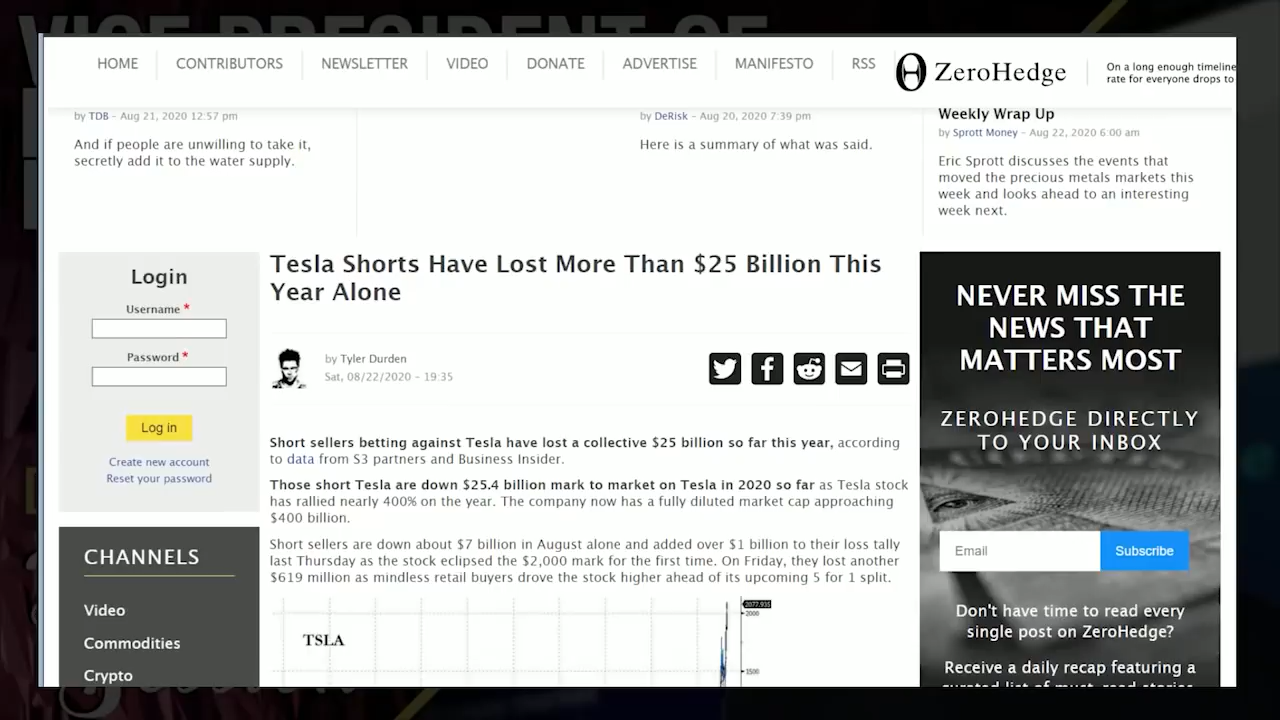 VICE PRESIDENT OF
HOME
CONTRIBUTORS
NEWSLETTER
VIDEO
DONATE
ADVERTISE
MANIFESTO
RSS
ZeroHedge
On a long enough timeline
rate for everyone drops to
by TDB - Aug 21, 2020 12:57 pm
And if people are unwilling to take it,
secretly add it to the water supply.
by DeRisk - Aug 20, 2020 7:39 pm
Here is a summary of what was said.
Weekly Wrap Up
by Sprott Money - Aug 22, 2020 6:00 am
Eric Sprott discusses the events that
moved the precious metals markets this
week and looks ahead to an interesting
week next.
Login
Username *
Password *
Log in
Create new account
Reset your password
CHANNELS
Video
Commodities
Crypto
Tesla Shorts Have Lost More Than $25 Billion This
Year Alone
by Tyler Durden
Sat, 08/22/2020 - 19:35
Short sellers betting against Tesla have lost a collective $25 billion so far this year, according
to data from S3 partners and Business Insider.
Those short Tesla are down $25.4 billion mark to market on Tesla in 2020 so far as Tesla stock
has rallied nearly 400% on the year. The company now has a fully diluted market cap approaching
$400 billion.
Short sellers are down about $7 billion in August alone and added over $1 billion to their loss tally
last Thursday as the stock eclipsed the $2,000 mark for the first time. On Friday, they lost another
$619 million as mindless retail buyers drove the stock higher ahead of its upcoming 5 for 1 split.
TSLA
2077.935
2000
1500
NEVER MISS THE
NEWS THAT
MATTERS MOST
ZEROHEDGE DIRECTLY
TO YOUR INBOX
Email
Subscribe
Don't have time to read every
single post on ZeroHedge?
Receive a daily recap featuring a
curated list of must-read stories